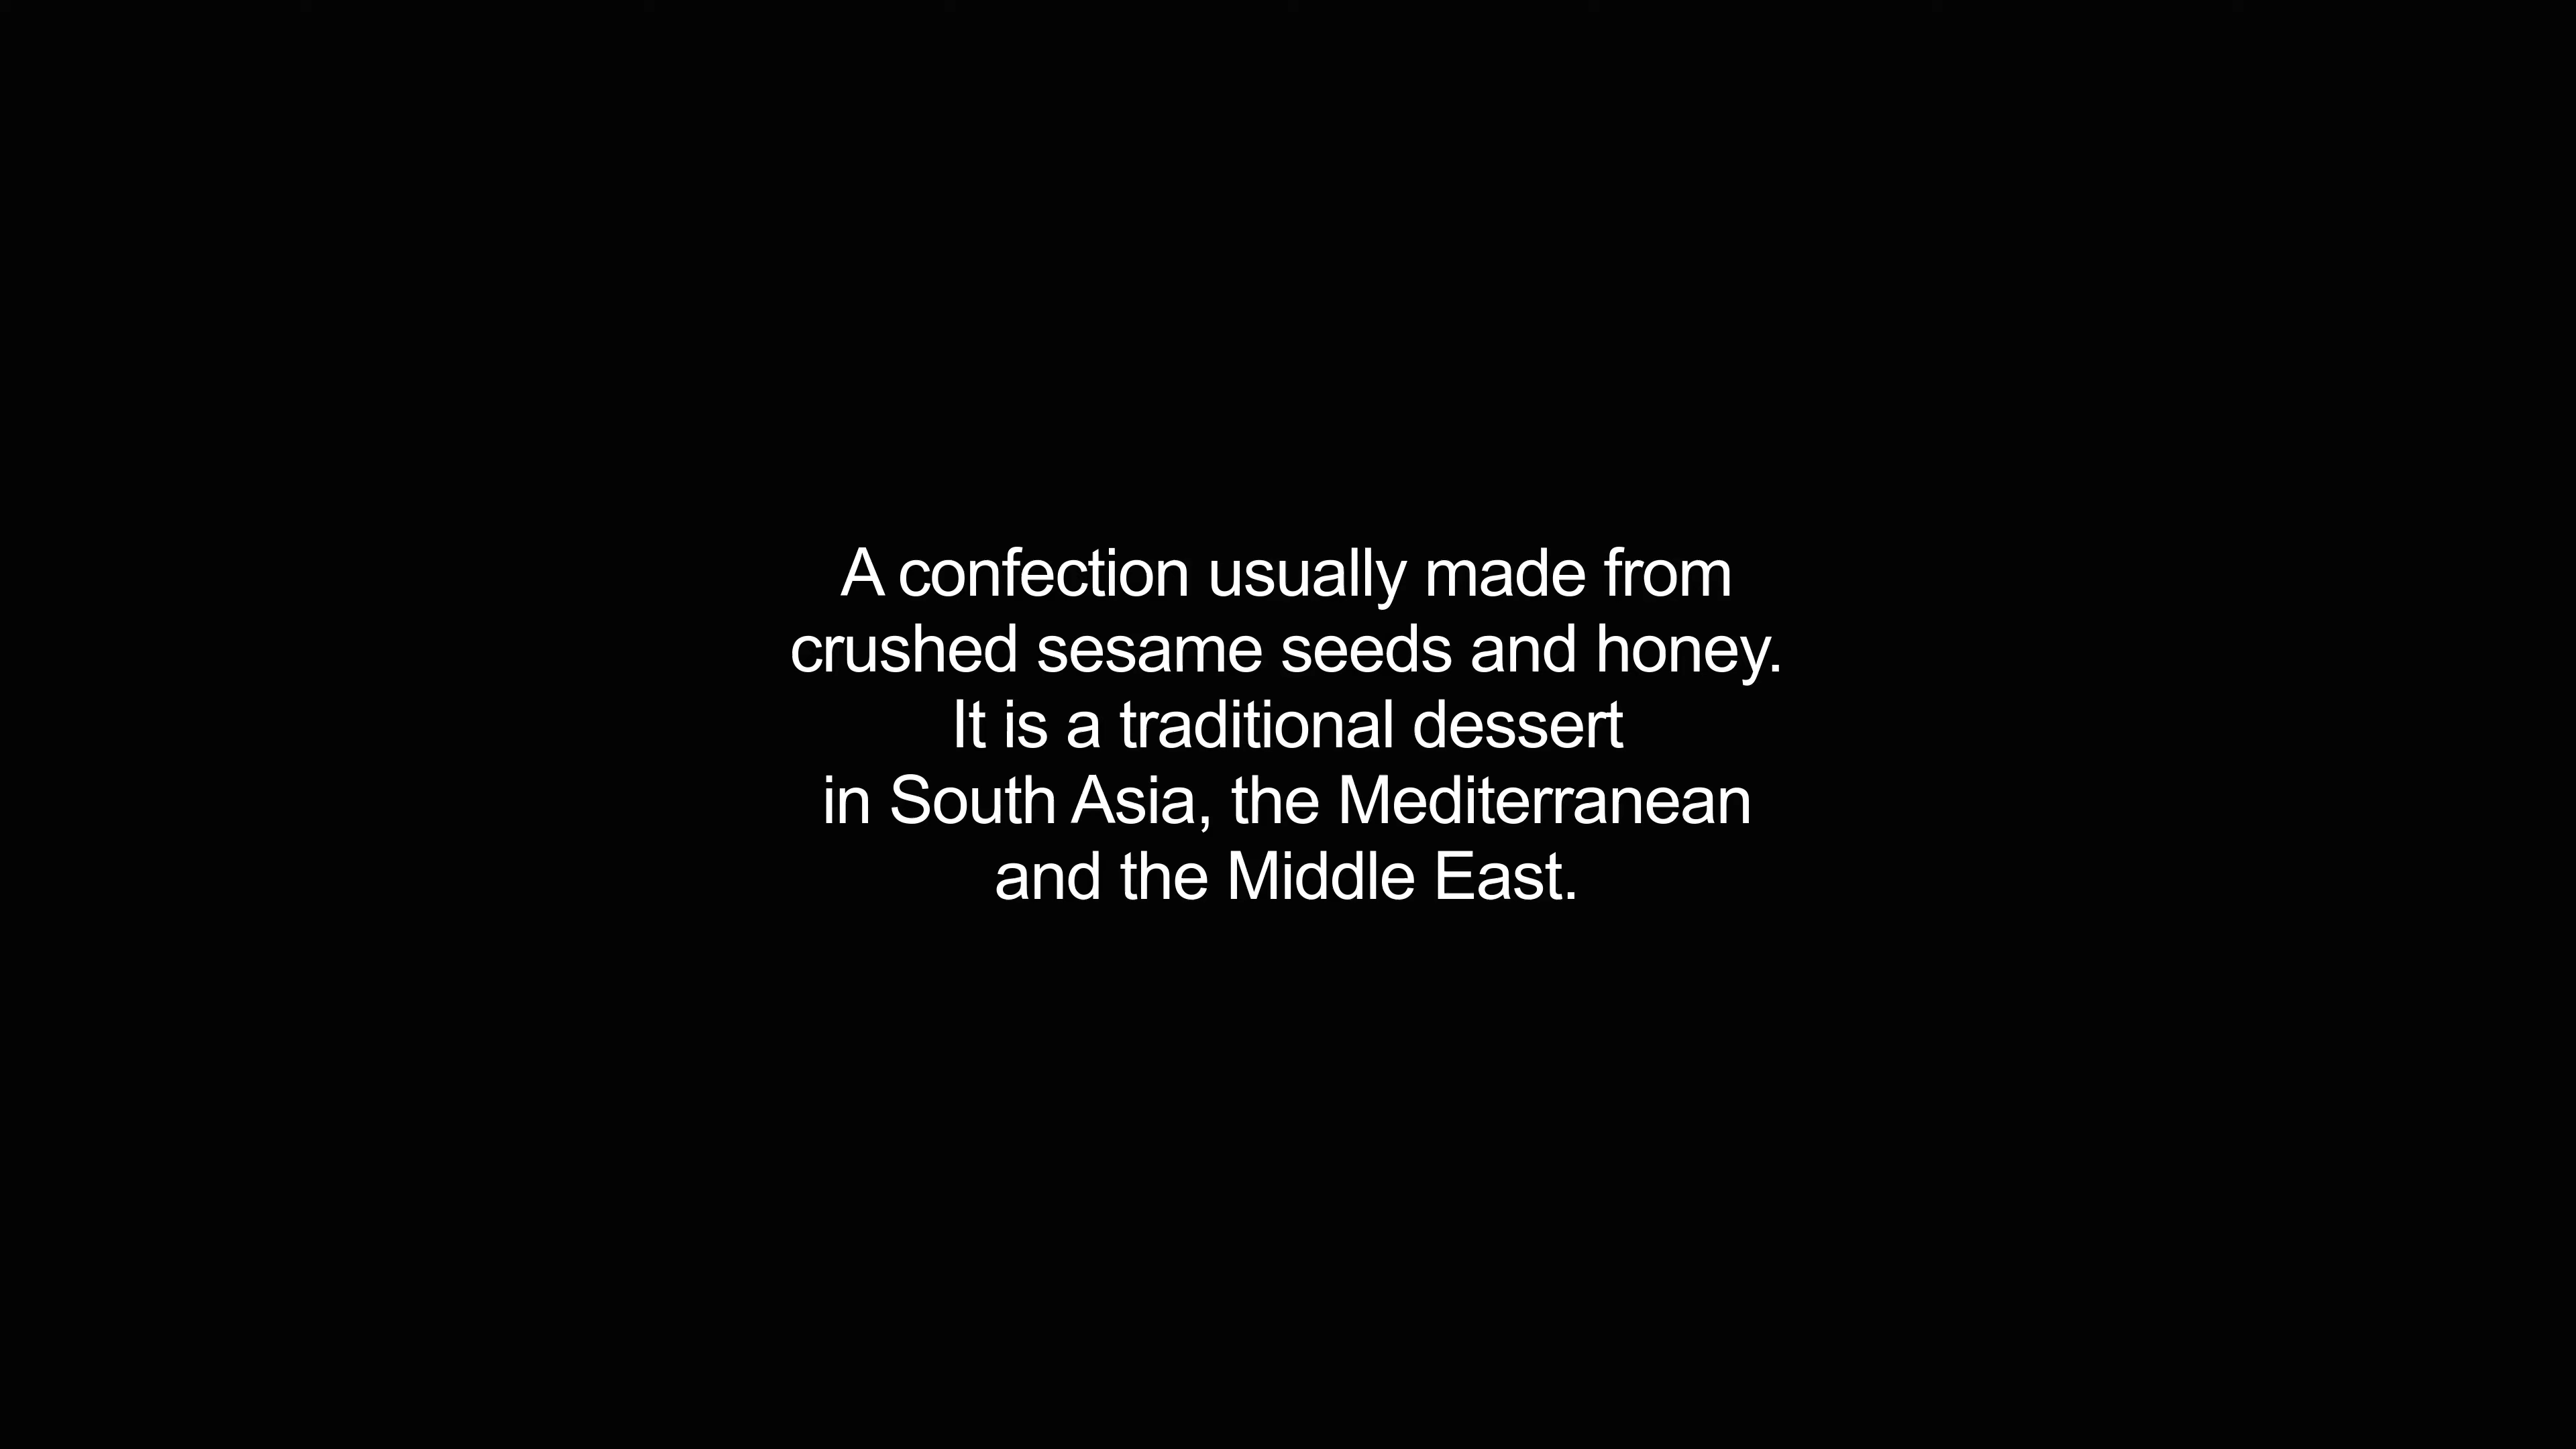 A confection usually made from
crushed sesame seeds and honey.
It is a traditional dessert
in South Asia, the Mediterranean
and the Middle East.